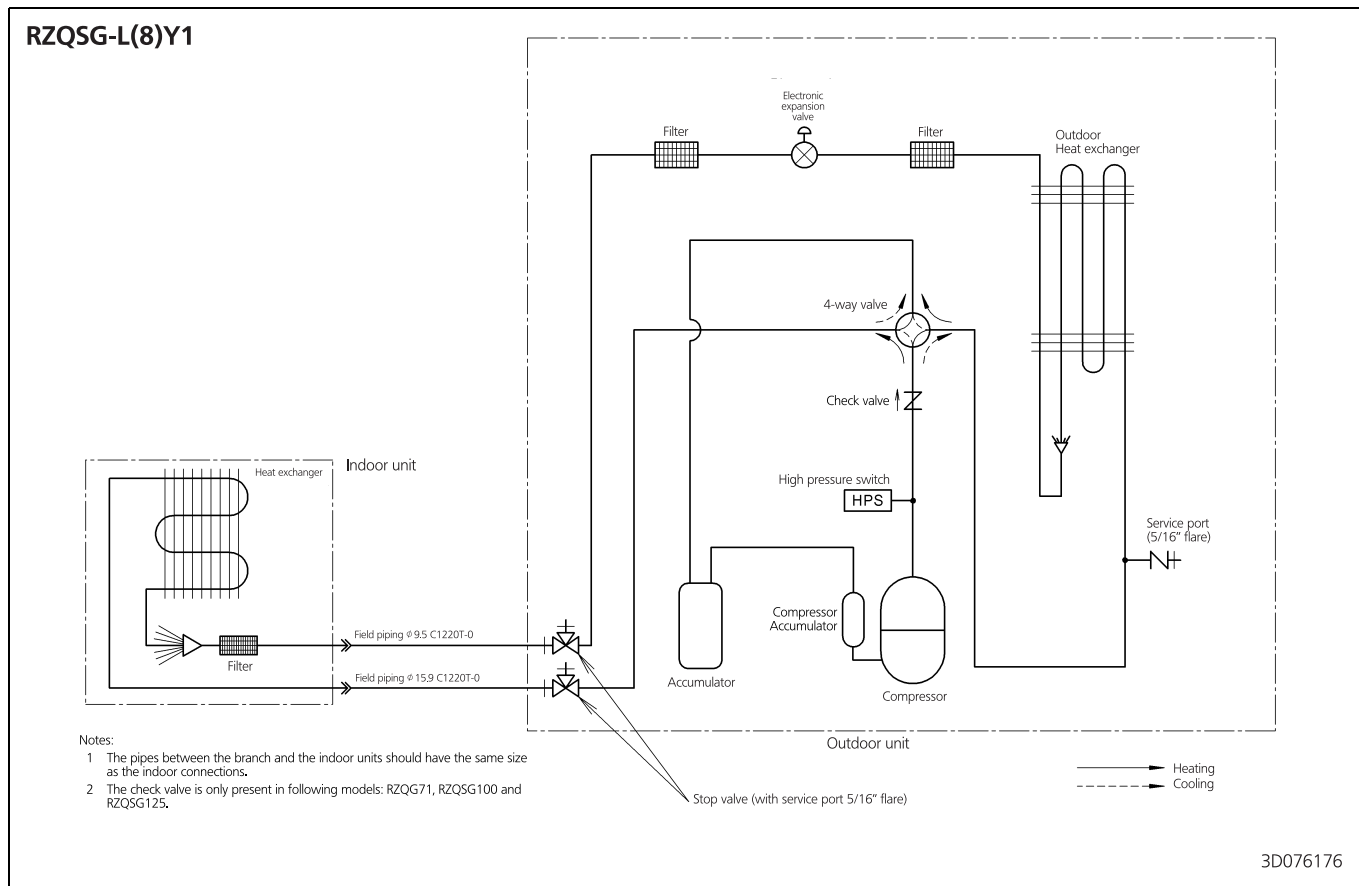 RZQSG-L(8)Y1
Electronic
expansion
valve
Filter
Filter
Outdoor
Heat exchanger
4-way valve
Check valve
High pressure switch
HPS
Service port
(5/16" flare)
Compressor
Accumulator
Accumulator
Compressor
Indoor unit
Heat exchanger
Filter
Field piping φ 9.5 C1220T-0
Field piping φ 15.9 C1220T-0
Outdoor unit
Notes:
1 The pipes between the branch and the indoor units should have the same size
as the indoor connections.
2 The check valve is only present in following models: RZQG71, RZQSG100 and
RZQSG125.
Stop valve (with service port 5/16" flare)
Heating
Cooling
3D076176